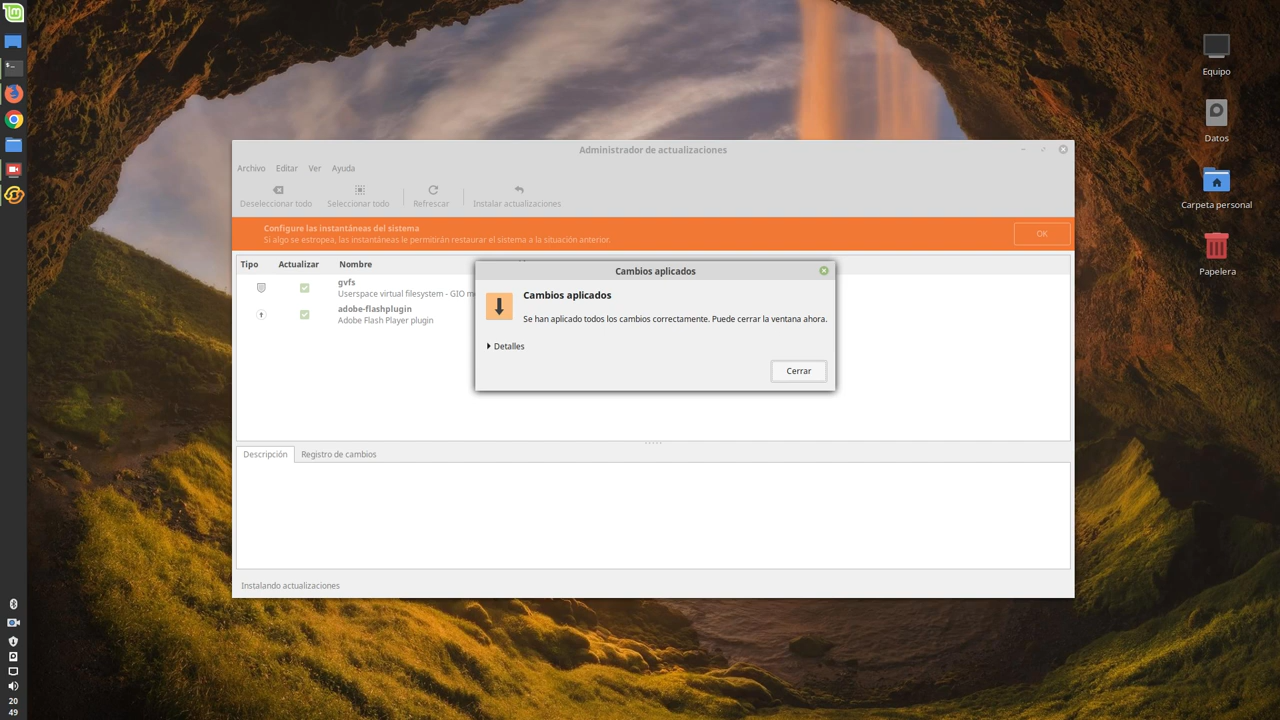 Equipo
Datos
Carpeta personal
Papelera
Administrador de actualizaciones
Archivo Editar Ver Ayuda
Deseleccionar todo Seleccionar todo Refrescar Instalar actualizaciones
Configure las instantáneas del sistema
Si algo se estropea, las instantáneas le permitirán restaurar el sistema a la situación anterior.
OK
Tipo Actualizar Nombre
gvfs
Userspace virtual filesystem - GIO
adobe-flashplugin
Adobe Flash Player plugin
Cambios aplicados
Cambios aplicados
Se han aplicado todos los cambios correctamente. Puede cerrar la ventana ahora.
Detalles
Cerrar
Descripción Registro de cambios
Instalando actualizaciones
20
49